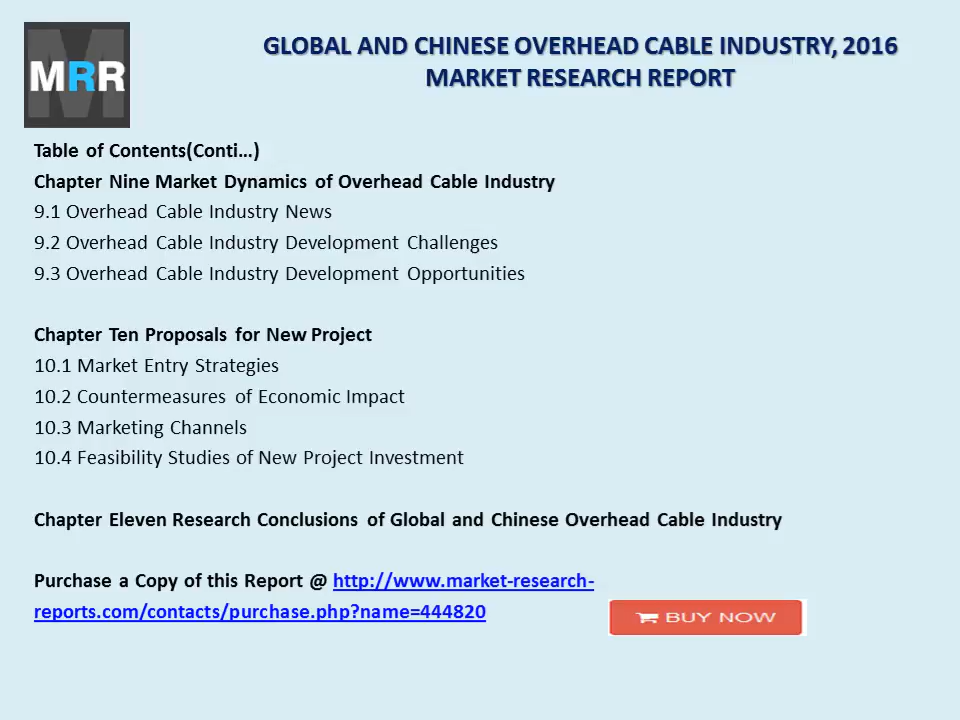 MRR
GLOBAL AND CHINESE OVERHEAD CABLE INDUSTRY, 2016
MARKET RESEARCH REPORT
Table of Contents(Conti…)
Chapter Nine Market Dynamics of Overhead Cable Industry
9.1 Overhead Cable Industry News
9.2 Overhead Cable Industry Development Challenges
9.3 Overhead Cable Industry Development Opportunities
Chapter Ten Proposals for New Project
10.1 Market Entry Strategies
10.2 Countermeasures of Economic Impact
10.3 Marketing Channels
10.4 Feasibility Studies of New Project Investment
Chapter Eleven Research Conclusions of Global and Chinese Overhead Cable Industry
Purchase a Copy of this Report @ http://www.market-research-
reports.com/contacts/purchase.php?name=444820
BUY NOW